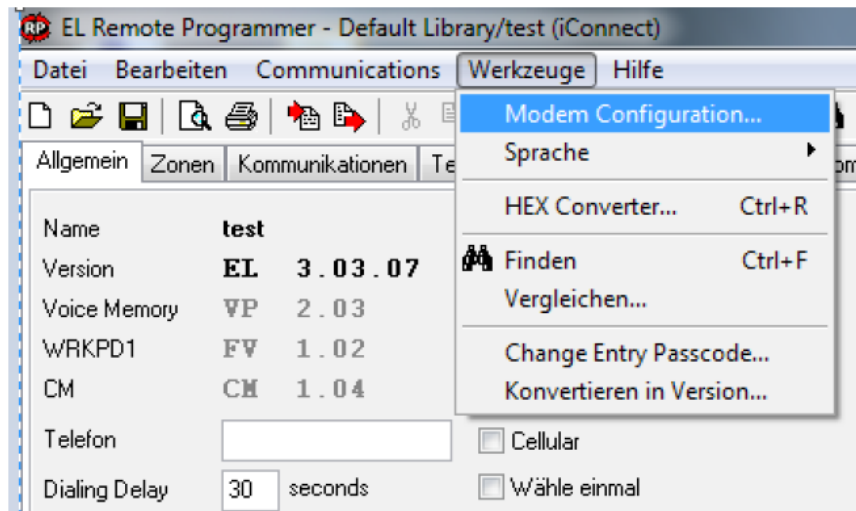 EL Remote Programmer - Default Library/test (iConnect)
Datei Bearbeiten Communications Werkzeuge Hilfe
Modem Configuration...
Allgemein Zonen Kommunikationen
Sprache
HEX Converter... Ctrl+R
Name test
Version EL 3.03.07
Finden Ctrl+F
Voice Memory VP 2.03
Vergleichen...
WRKPD1 FV 1.02
Change Entry Passcode...
CM CM 1.04
Konvertieren in Version...
Telefon
Cellular
Dialing Delay 30 seconds
Wähle einmal